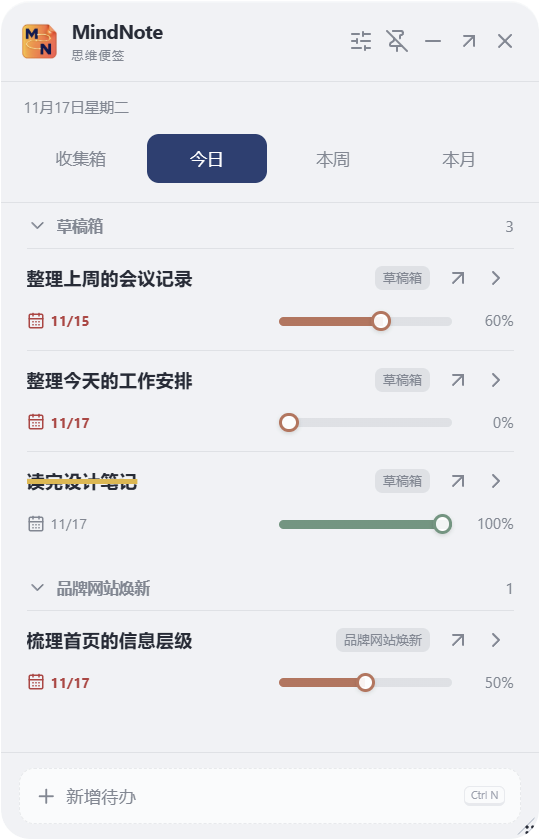 MN
MindNote
思维便签
11月17日星期二
收集箱 今日 本周 本月
草稿箱 3
整理上周的会议记录 草稿箱
11/15 60%
整理今天的工作安排 草稿箱
11/17 0%
读完设计笔记 草稿箱
11/17 100%
品牌网站焕新 1
梳理首页的信息层级 品牌网站焕新
11/17 50%
新增待办 Ctrl N